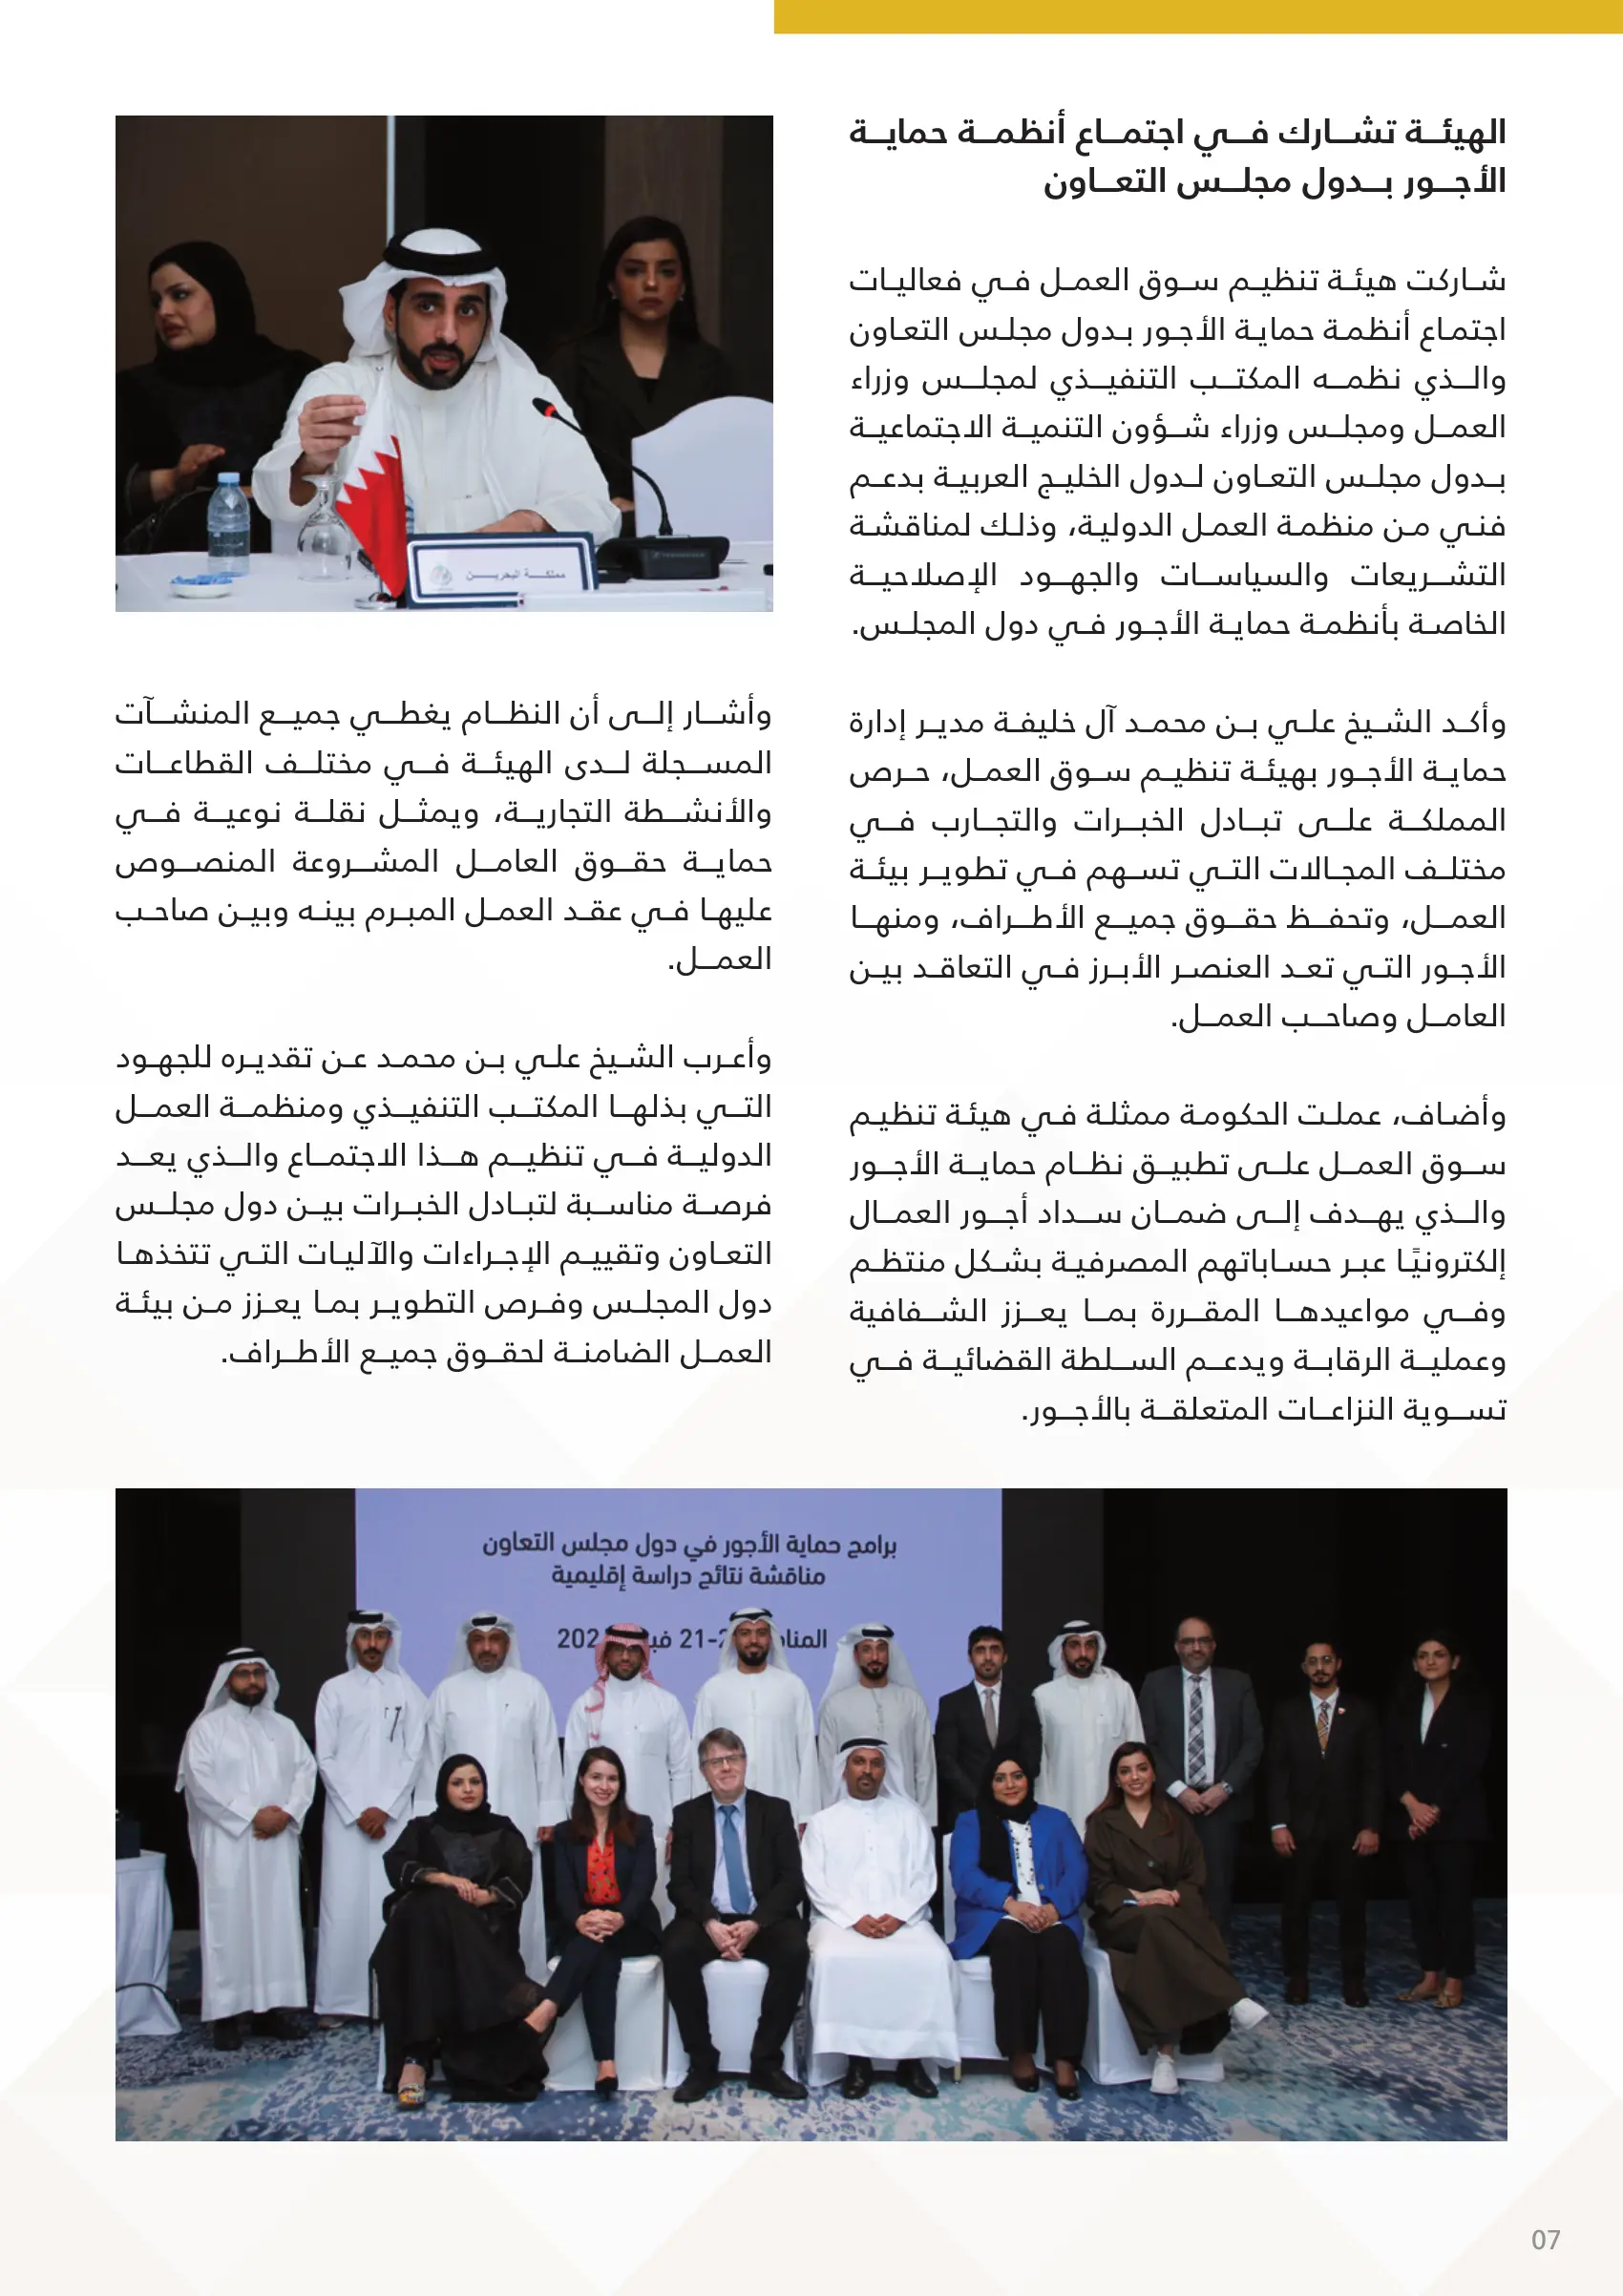 الهيئة تشارك في اجتماع أنظمة حماية
الأجور بدول مجلس التعاون
شاركت هيئة تنظيم سوق العمل في فعاليات
اجتماع أنظمة حماية الأجور بدول مجلس التعاون
والذي نظمه المكتب التنفيذي لمجلس وزراء
العمل ومجلس وزراء شؤون التنمية الاجتماعية
بدول مجلس التعاون لدول الخليج العربية بدعم
فني من منظمة العمل الدولية، وذلك لمناقشة
التشريعات والسياسات والجهود الإصلاحية
الخاصة بأنظمة حماية الأجور في دول المجلس.
وأكد الشيخ علي بن محمد آل خليفة مدير إدارة
حماية الأجور بهيئة تنظيم سوق العمل، حرص
المملكة على تبادل الخبرات والتجارب في
مختلف المجالات التي تسهم في تطوير بيئة
العمل، وتحفظ حقوق جميع الأطراف، ومنها
الأجور التي تعد العنصر الأبرز في التعاقد بين
العامل وصاحب العمل.
وأضاف، عملت الحكومة ممثلة في هيئة تنظيم
سوق العمل على تطبيق نظام حماية الأجور
والذي يهدف إلى ضمان سداد أجور العمال
إلكترونيًا عبر حساباتهم المصرفية بشكل منتظم
وفي مواعيدها المقررة بما يعزز الشفافية
وعملية الرقابة ويدعم السلطة القضائية في
تسوية النزاعات المتعلقة بالأجور.
مملكة البحرين
وأشار إلى أن النظام يغطي جميع المنشآت
المسجلة لدى الهيئة في مختلف القطاعات
والأنشطة التجارية، ويمثل نقلة نوعية في
حماية حقوق العامل المشروعة المنصوص
عليها في عقد العمل المبرم بينه وبين صاحب
العمل.
وأعرب الشيخ علي بن محمد عن تقديره للجهود
التي بذلها المكتب التنفيذي ومنظمة العمل
الدولية في تنظيم هذا الاجتماع والذي يعد
فرصة مناسبة لتبادل الخبرات بين دول مجلس
التعاون وتقييم الإجراءات والآليات التي تتخذها
دول المجلس وفرص التطوير بما يعزز من بيئة
العمل الضامنة لحقوق جميع الأطراف.
برامج حماية الأجور في دول مجلس التعاون
مناقشة نتائج دراسة إقليمية
07